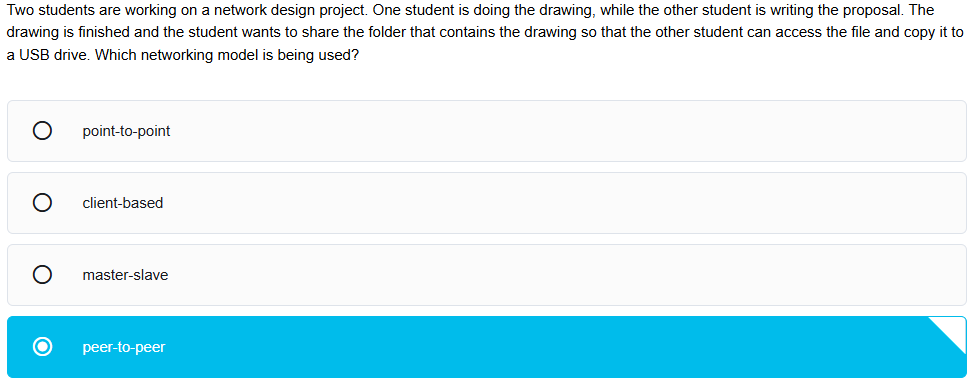 Two students are working on a network design project. One student is doing the drawing, while the other student is writing the proposal. The
drawing is finished and the student wants to share the folder that contains the drawing so that the other student can access the file and copy it to
a USB drive. Which networking model is being used?
point-to-point
client-based
master-slave
peer-to-peer